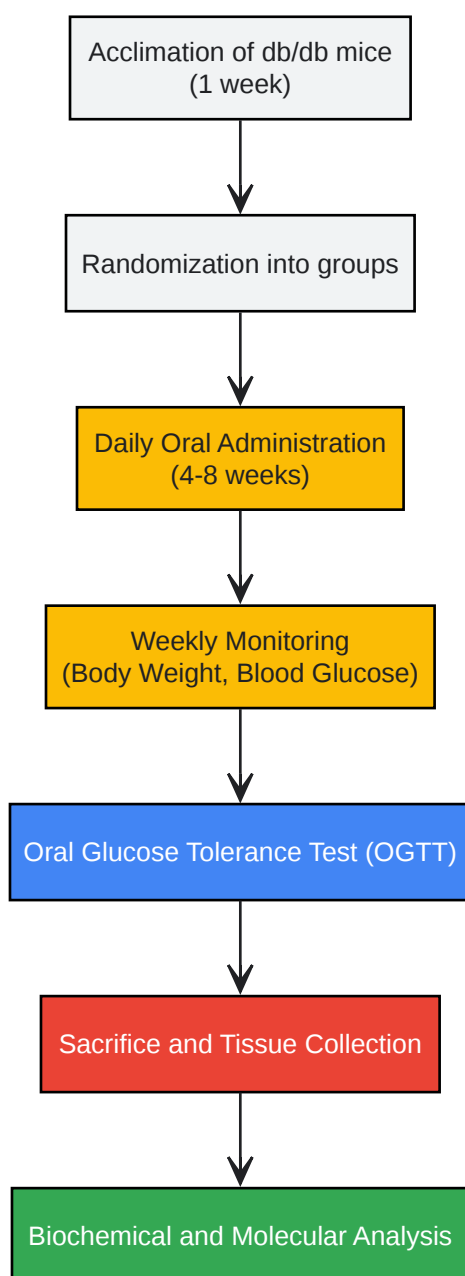 Acclimation of db/db mice
(1 week)
Randomization into groups
Daily Oral Administration
(4-8 weeks)
Weekly Monitoring
(Body Weight, Blood Glucose)
Oral Glucose Tolerance Test (OGTT)
Sacrifice and Tissue Collection
Biochemical and Molecular Analysis